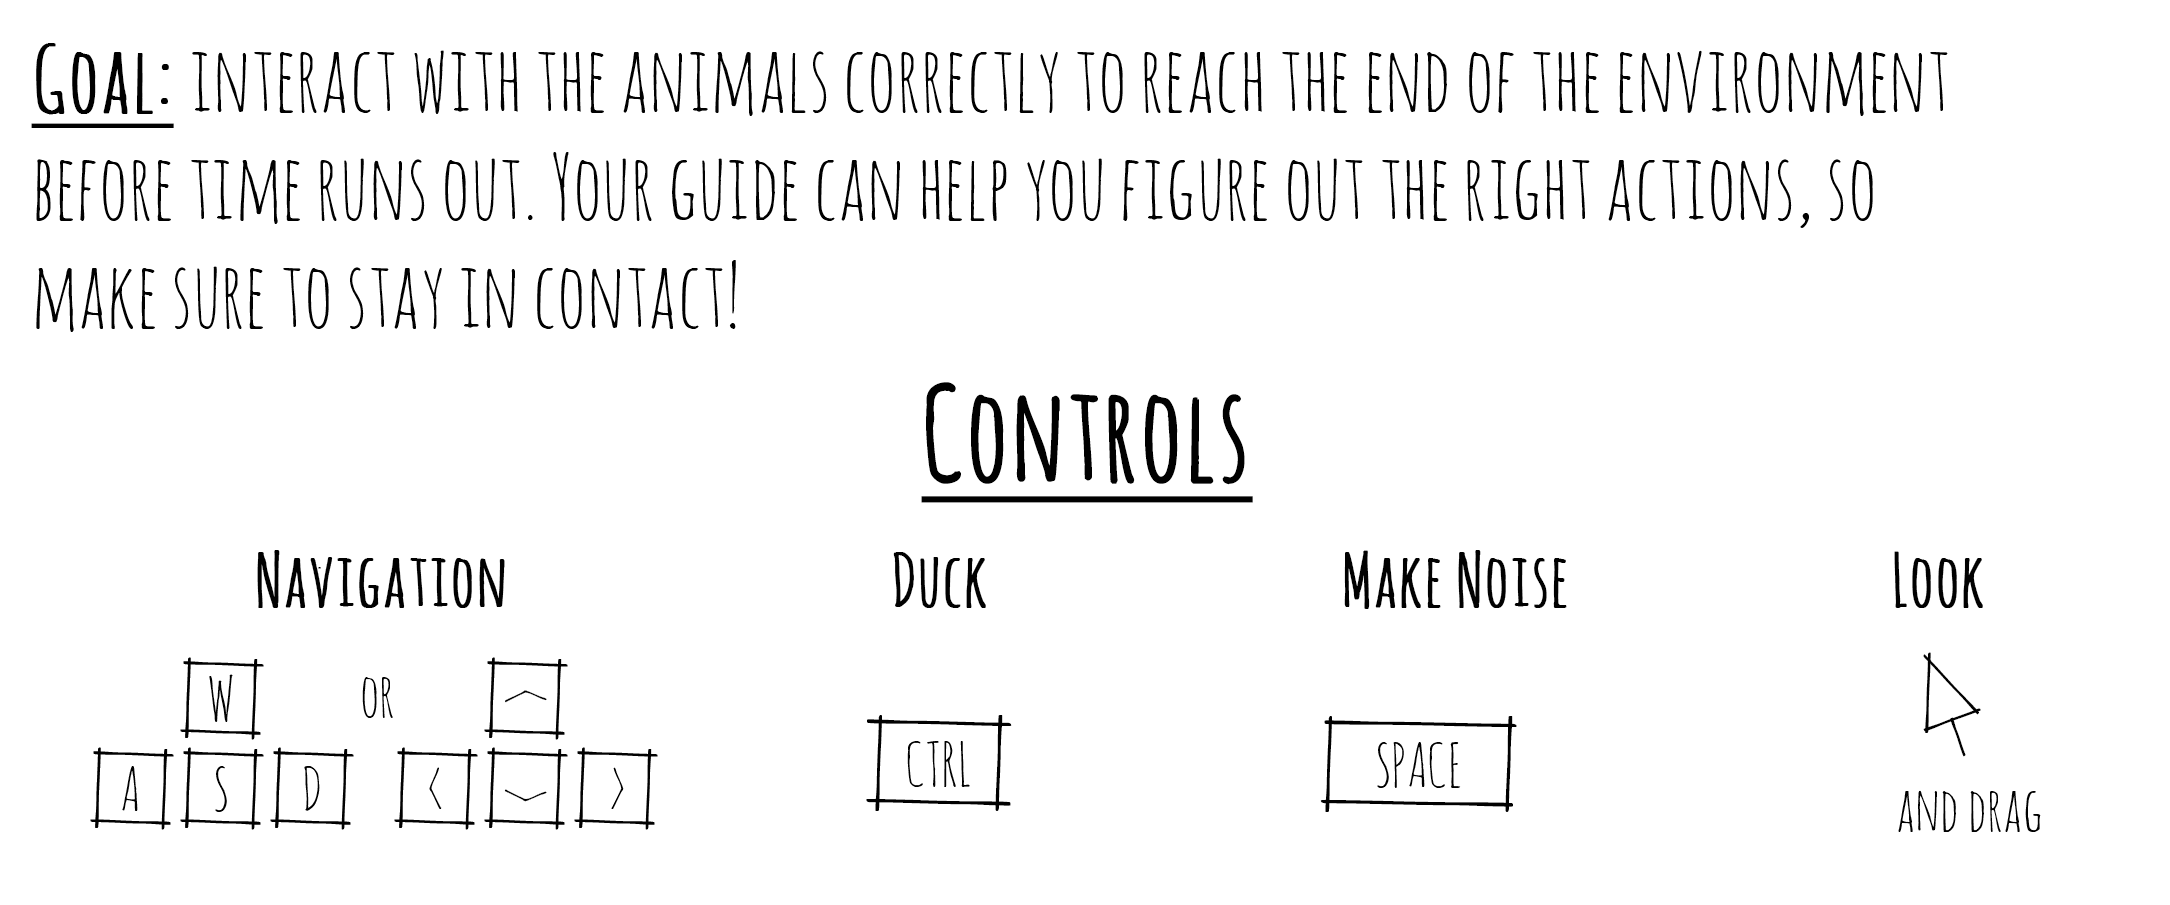 Goal: interact with the animals correctly to reach the end of the environment
before time runs out. Your guide can help you figure out the right actions, so
make sure to stay in contact!
Controls
Navigation Duck Make Noise Look
W or ^
A S D < ﹀ > CTRL SPACE
and drag